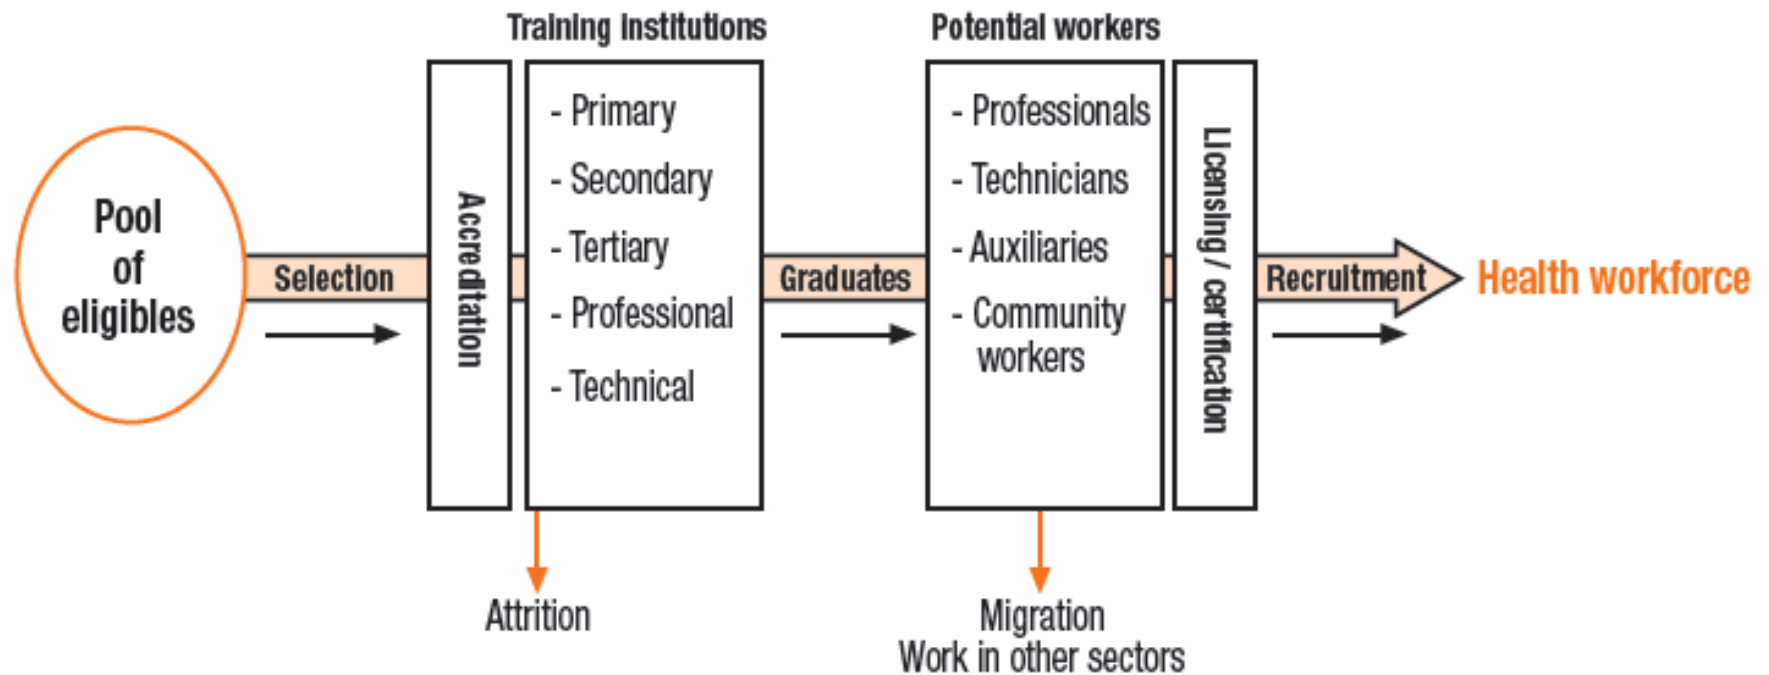 Training institutions
Potential workers
Pool
of
eligibles
Selection
Accreditation
- Primary
- Secondary
- Tertiary
- Professional
- Technical
Graduates
- Professionals
- Technicians
- Auxiliaries
- Community
workers
Licensing / certification
Recruitment
Health workforce
Attrition
Migration
Work in other sectors